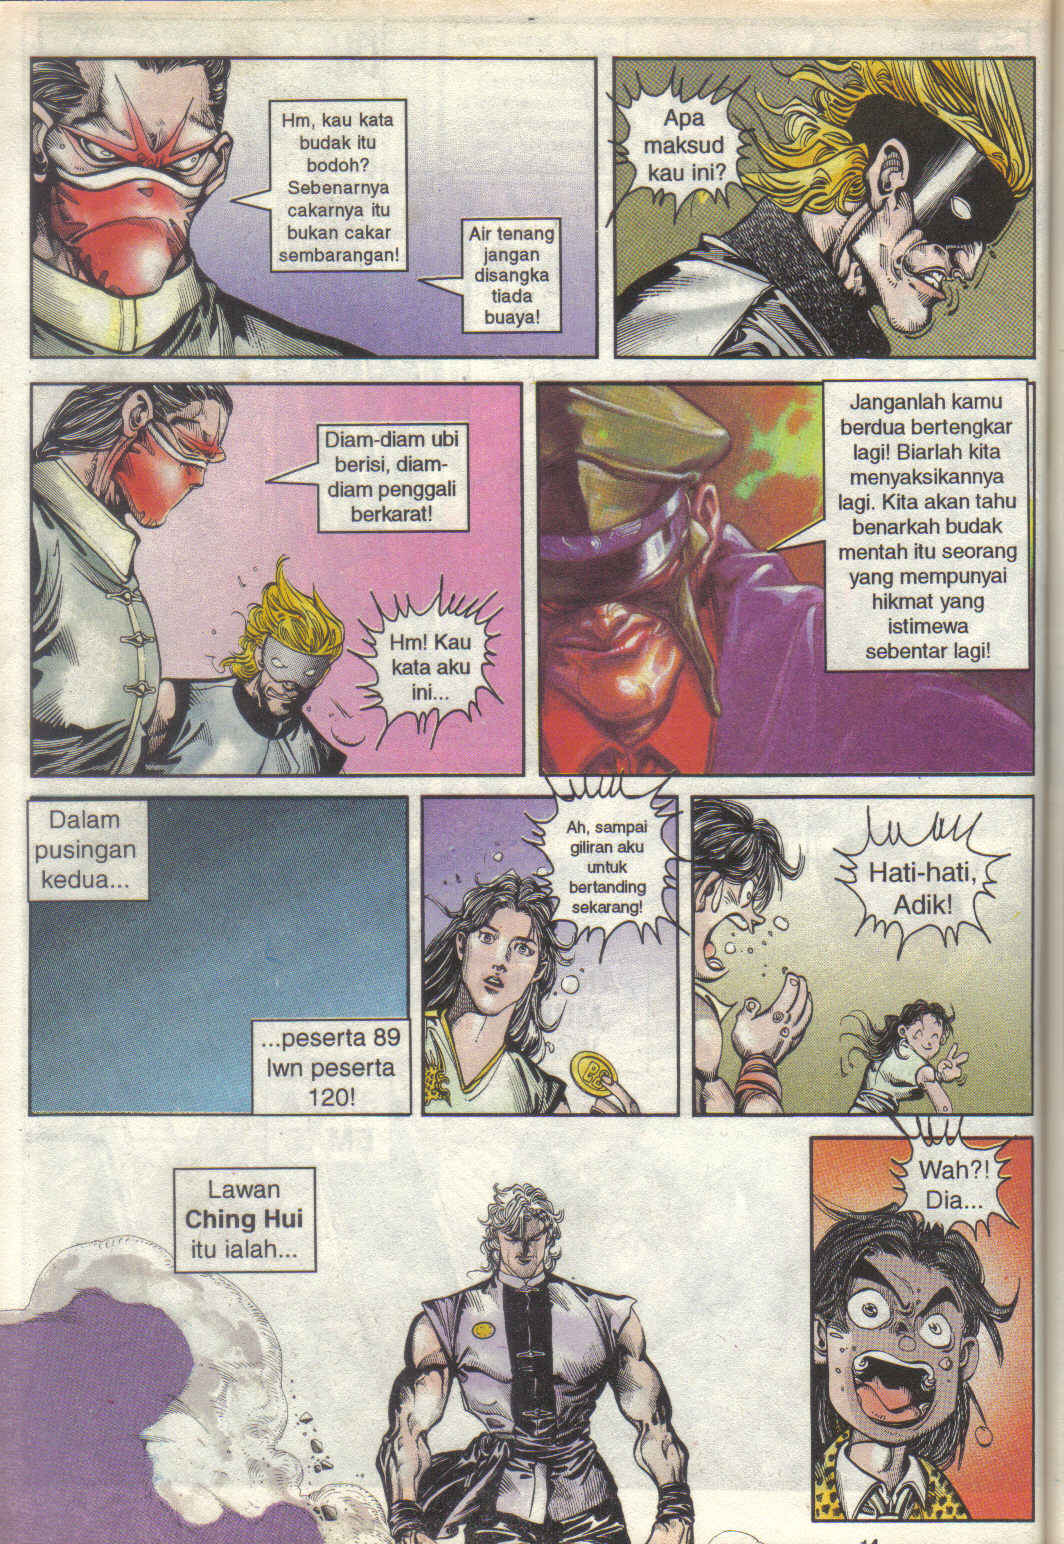 Hm, kau kata
budak itu
bodoh?
Sebenarnya
cakarnya itu
bukan cakar
sembarangan!
Air tenang
jangan
disangka
tiada
buaya!
Apa
maksud
kau ini?
Diam-diam ubi
berisi, diam-
diam penggali
berkarat!
Hm! Kau
kata aku
ini...
Janganlah kamu
berdua bertengkar
lagi! Biarlah kita
menyaksikannya
lagi. Kita akan tahu
benarkah budak
mentah itu seorang
yang mempunyai
hikmat yang
istimewa
sebentar lagi!
Dalam
pusingan
kedua...
...peserta 89
lwn peserta
120!
Ah, sampai
giliran aku
untuk
bertanding
sekarang!
Hati-hati,
Adik!
Lawan
Ching Hui
itu ialah...
Wah?!
Dia...